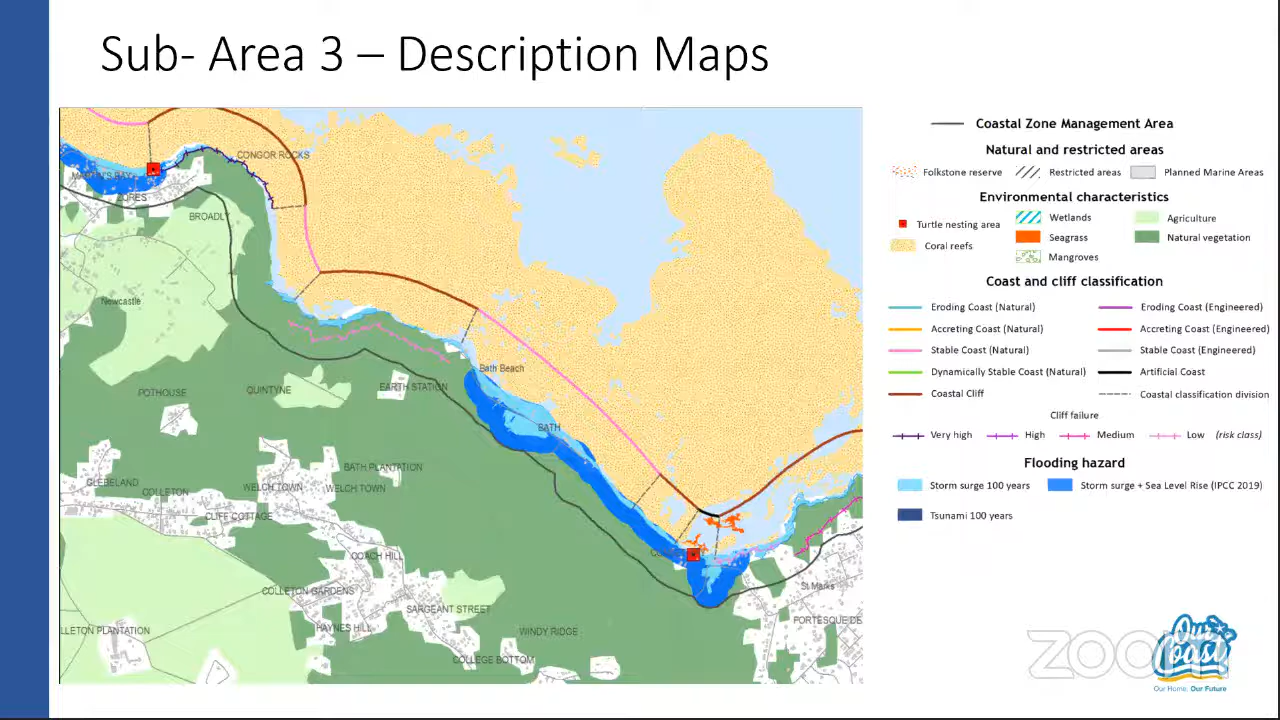 Sub- Area 3 – Description Maps
CONGOR ROCKS
MARTIN'S BAY
ZORES
BROADLY
Newcastle
Bath Beach
POTHOUSE
QUINTYNE
EARTH STATION
BATH
BATH PLANTATION
GLEBELAND
COLLETON
WELCH TOWN
WELCH TOWN
CLIFF COTTAGE
COACH HILL
COLLETON GARDENS
SARGEANT STREET
St Marks
HAYNES HILL
PORTESQUE DE
LLETON PLANTATION
WINDY RIDGE
COLLEGE BOTTOM
Coastal Zone Management Area
Natural and restricted areas
Folkstone reserve
Restricted areas
Planned Marine Areas
Environmental characteristics
Turtle nesting area
Wetlands
Agriculture
Coral reefs
Seagrass
Natural vegetation
Mangroves
Coast and cliff classification
Eroding Coast (Natural)
Eroding Coast (Engineered)
Accreting Coast (Natural)
Accreting Coast (Engineered)
Stable Coast (Natural)
Stable Coast (Engineered)
Dynamically Stable Coast (Natural)
Artificial Coast
Coastal Cliff
Coastal classification division
Cliff failure
Very high
High
Medium
Low
(risk class)
Flooding hazard
Storm surge 100 years
Storm surge + Sea Level Rise (IPCC 2019)
Tsunami 100 years
zoom
Our Coast
Our Home, Our Future